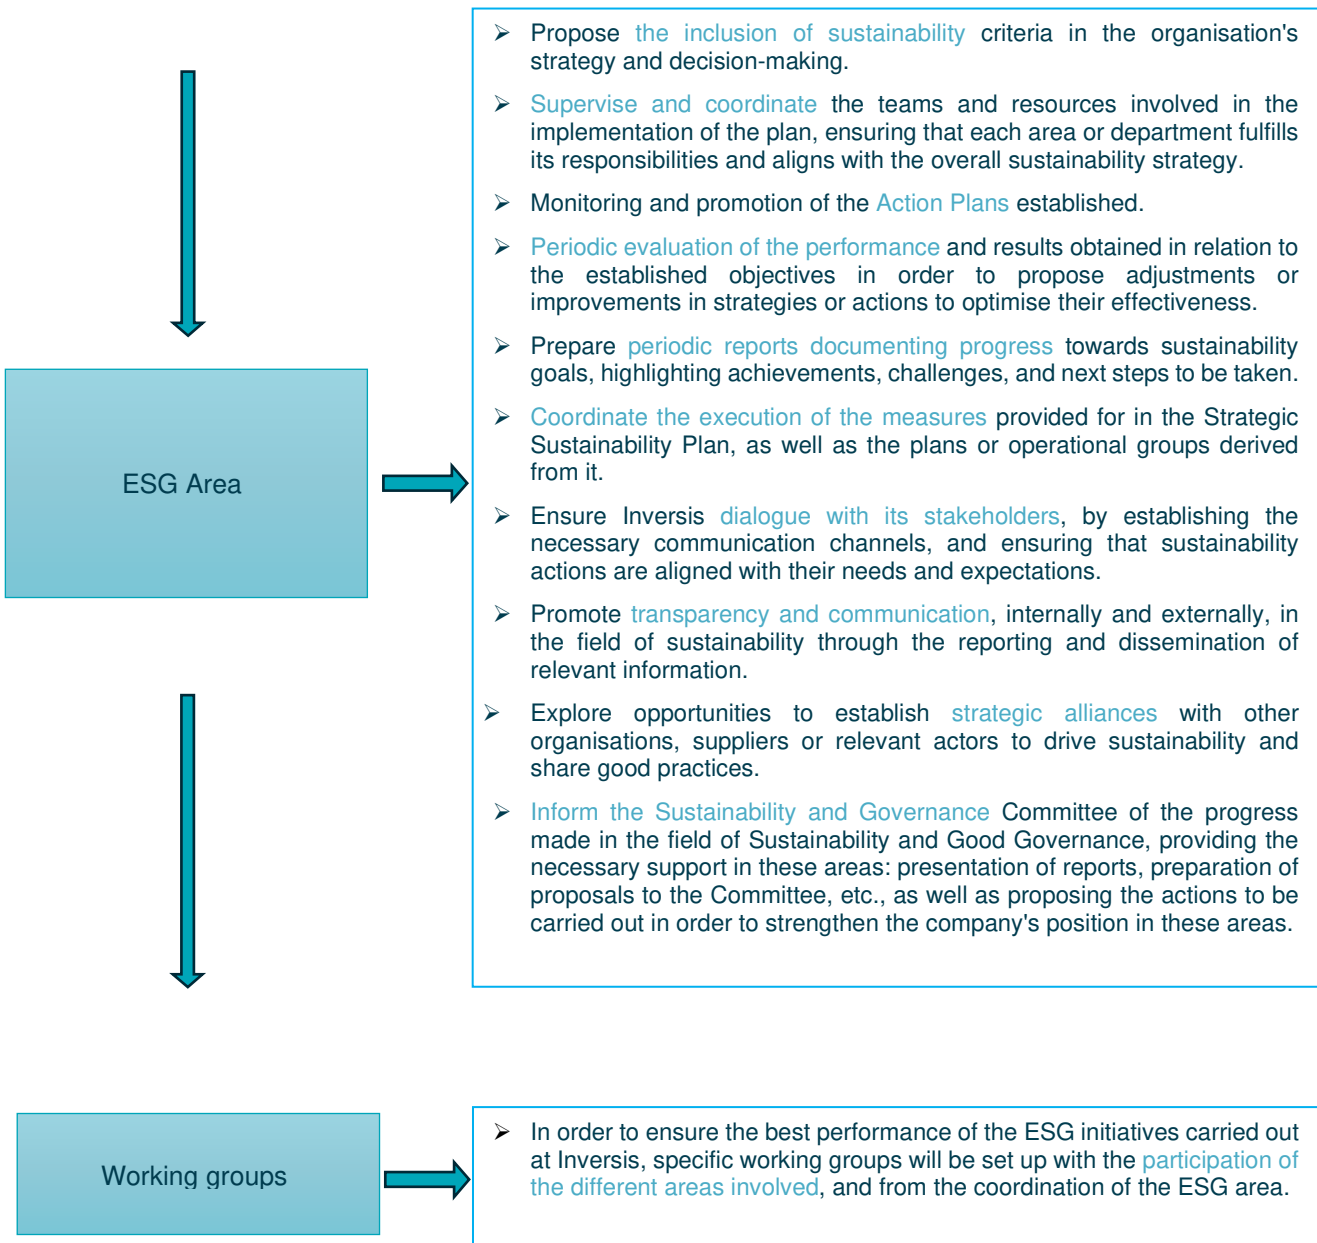 ➢ Propose the inclusion of sustainability criteria in the organisation's
strategy and decision-making.
➢ Supervise and coordinate the teams and resources involved in the
implementation of the plan, ensuring that each area or department fulfills
its responsibilities and aligns with the overall sustainability strategy.
➢ Monitoring and promotion of the Action Plans established.
➢ Periodic evaluation of the performance and results obtained in relation to
the established objectives in order to propose adjustments or
improvements in strategies or actions to optimise their effectiveness.
➢ Prepare periodic reports documenting progress towards sustainability
goals, highlighting achievements, challenges, and next steps to be taken.
➢ Coordinate the execution of the measures provided for in the Strategic
Sustainability Plan, as well as the plans or operational groups derived
from it.
➢ Ensure Inversis dialogue with its stakeholders, by establishing the
necessary communication channels, and ensuring that sustainability
actions are aligned with their needs and expectations.
➢ Promote transparency and communication, internally and externally, in
the field of sustainability through the reporting and dissemination of
relevant information.
➢ Explore opportunities to establish strategic alliances with other
organisations, suppliers or relevant actors to drive sustainability and
share good practices.
➢ Inform the Sustainability and Governance Committee of the progress
made in the field of Sustainability and Good Governance, providing the
necessary support in these areas: presentation of reports, preparation of
proposals to the Committee, etc., as well as proposing the actions to be
carried out in order to strengthen the company's position in these areas.
ESG Area
Working groups
➢ In order to ensure the best performance of the ESG initiatives carried out
at Inversis, specific working groups will be set up with the participation of
the different areas involved, and from the coordination of the ESG area.